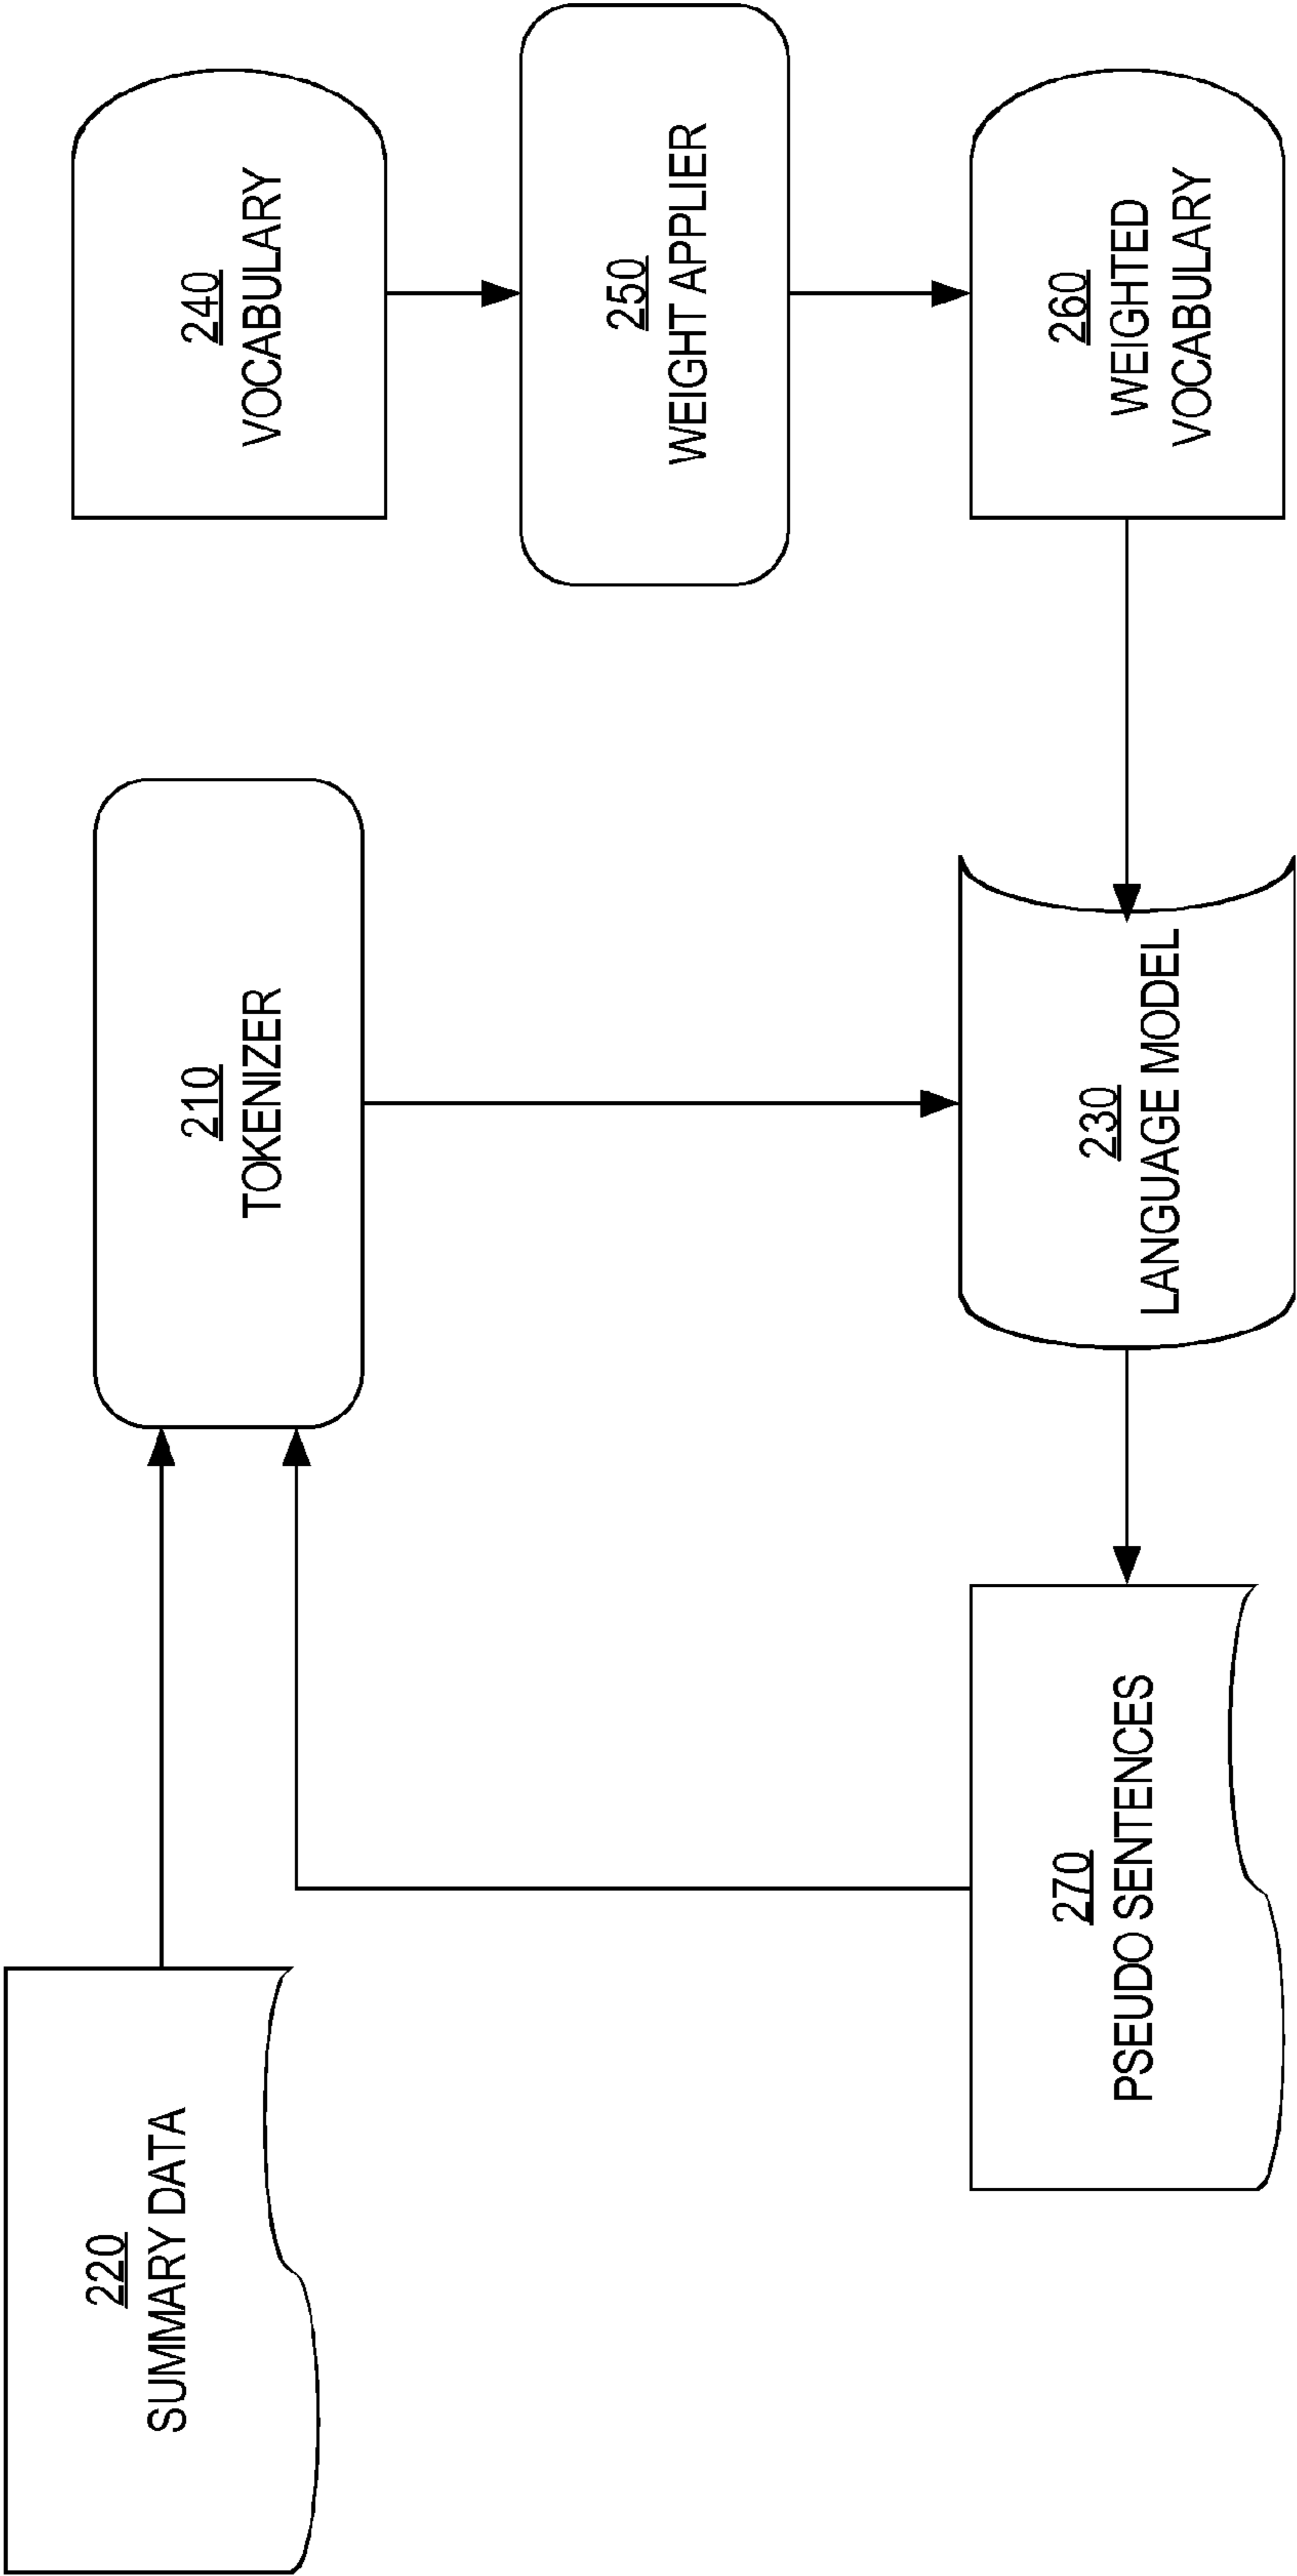 220
SUMMARY DATA
210
TOKENIZER
240
VOCABULARY
250
WEIGHT APPLIER
270
PSEUDO SENTENCES
230
LANGUAGE MODEL
260
WEIGHTED
VOCABULARY